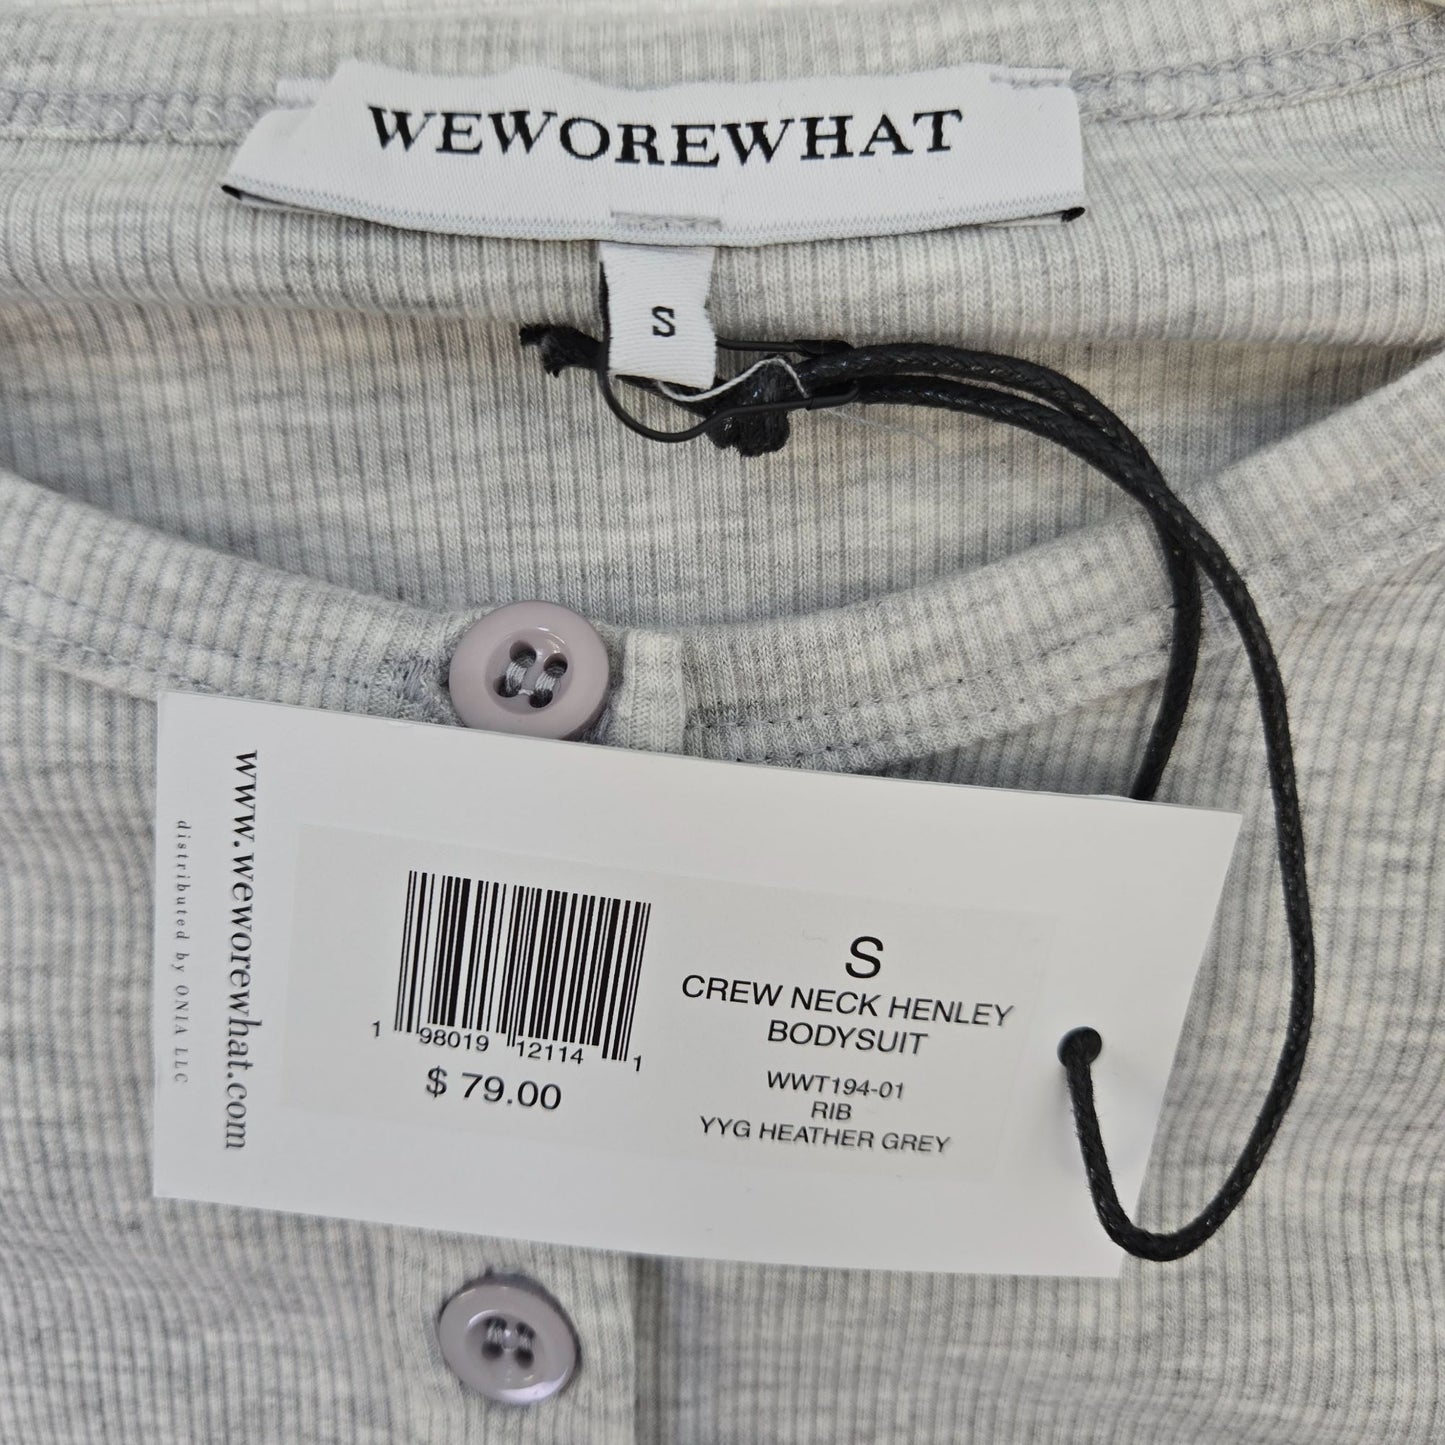 WEWOREWHAT
S
www.weworewhat.com
distributed by ONIA LLC
1 98019 12114 1
$ 79.00
S
CREW NECK HENLEY
BODYSUIT
WWT194-01
RIB
YYG HEATHER GREY